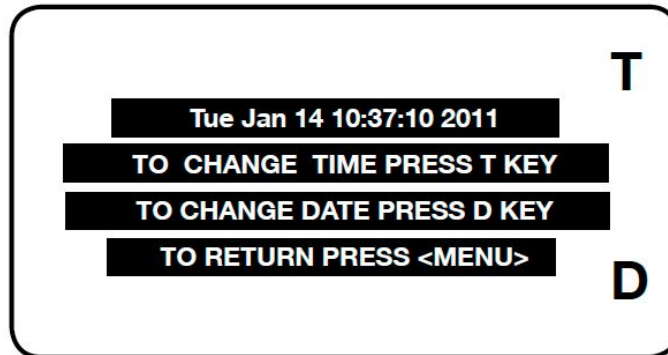 T
Tue Jan 14 10:37:10 2011
TO CHANGE TIME PRESS T KEY
TO CHANGE DATE PRESS D KEY
TO RETURN PRESS <MENU>
D